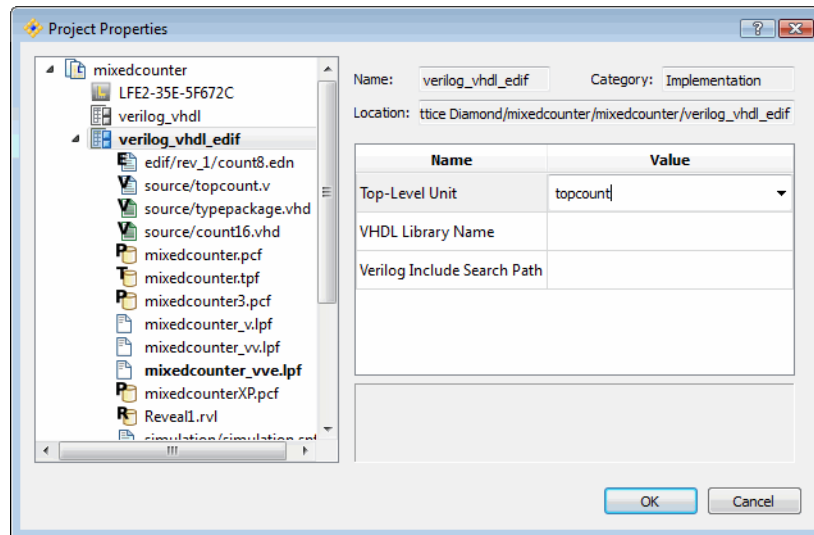 Project Properties
mixedcounter
LFE2-35E-5F672C
verilog_vhdl
verilog_vhdl_edif
edif/rev_1/count8.edn
source/topcount.v
source/typepackage.vhd
source/count16.vhd
mixedcounter.pcf
mixedcounter.tpf
mixedcounter3.pcf
mixedcounter_v.lpf
mixedcounter_vv.lpf
mixedcounter_vve.lpf
mixedcounterXP.pcf
Reveal1.rvl
Name: verilog_vhdl_edif Category: Implementation
Location: ttice Diamond/mixedcounter/mixedcounter/verilog_vhdl_edif
Name Value
Top-Level Unit topcount
VHDL Library Name
Verilog Include Search Path
OK Cancel